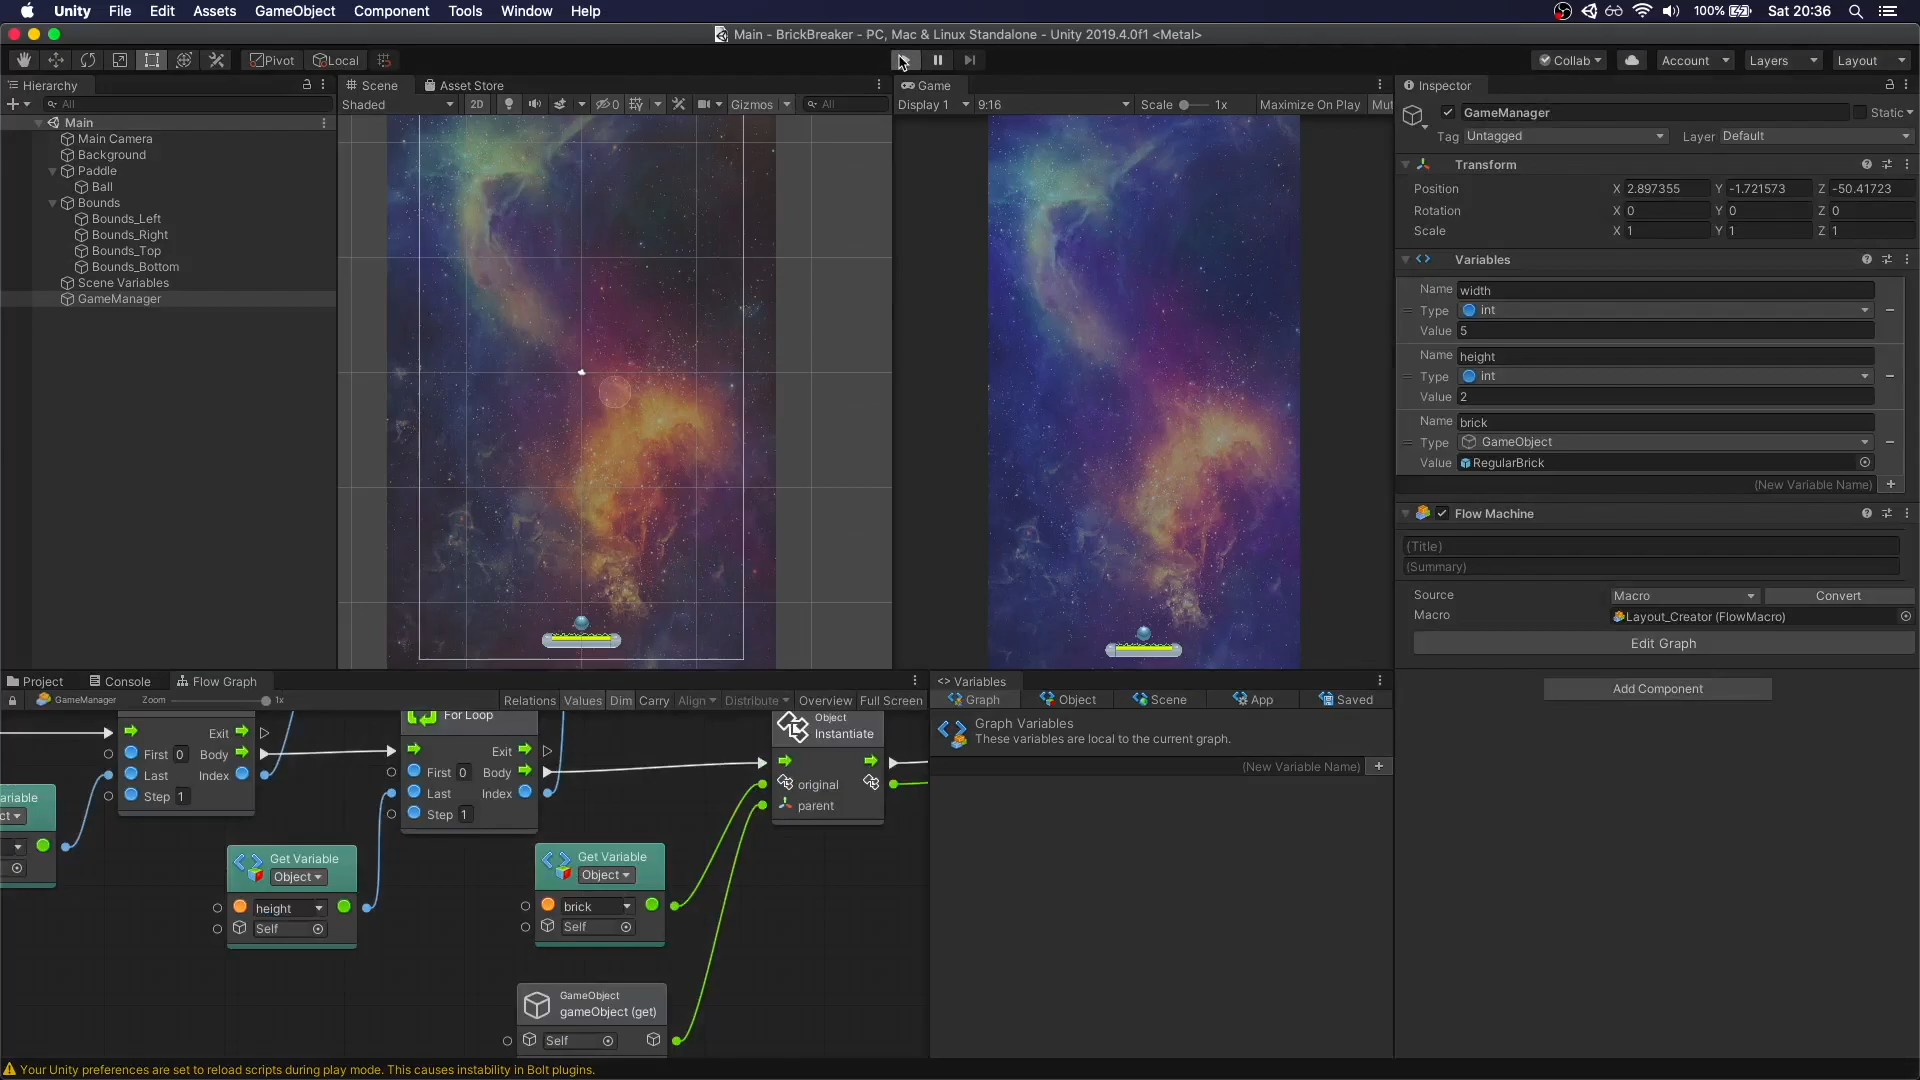 Unity File Edit Assets GameObject Component Tools Window Help
100% Sat 20:36
Main - BrickBreaker - PC, Mac & Linux Standalone - Unity 2019.4.0f1 <Metal>
Pivot Local
Collab Account Layers Layout
Hierarchy
All
Main
Main Camera
Background
Paddle
Ball
Bounds
Bounds_Left
Bounds_Right
Bounds_Top
Bounds_Bottom
Scene Variables
GameManager
Scene Asset Store
Shaded 2D 0 Gizmos All
Game
Display 1 9:16 Scale 1x Maximize On Play Mut
Inspector
GameManager Static
Tag Untagged Layer Default
Transform
Position X 2.897355 Y -1.721573 Z -50.41723
Rotation X 0 Y 0 Z 0
Scale X 1 Y 1 Z 1
Variables
Name width
Type int
Value 5
Name height
Type int
Value 2
Name brick
Type GameObject
Value RegularBrick
(New Variable Name)
Flow Machine
(Title)
(Summary)
Source Macro Convert
Macro Layout_Creator (FlowMacro)
Edit Graph
Add Component
Project Console Flow Graph
GameManager Zoom 1x Relations Values Dim Carry Align Distribute Overview Full Screen
Exit
First 0 Body
Last Index
Step 1
ariable
ct
For Loop
Exit
First 0 Body
Last Index
Step 1
Object
Instantiate
original
parent
Get Variable
Object
height
Self
Get Variable
Object
brick
Self
GameObject
gameObject (get)
Self
Variables
Graph Object Scene App Saved
Graph Variables
These variables are local to the current graph.
(New Variable Name)
Your Unity preferences are set to reload scripts during play mode. This causes instability in Bolt plugins.